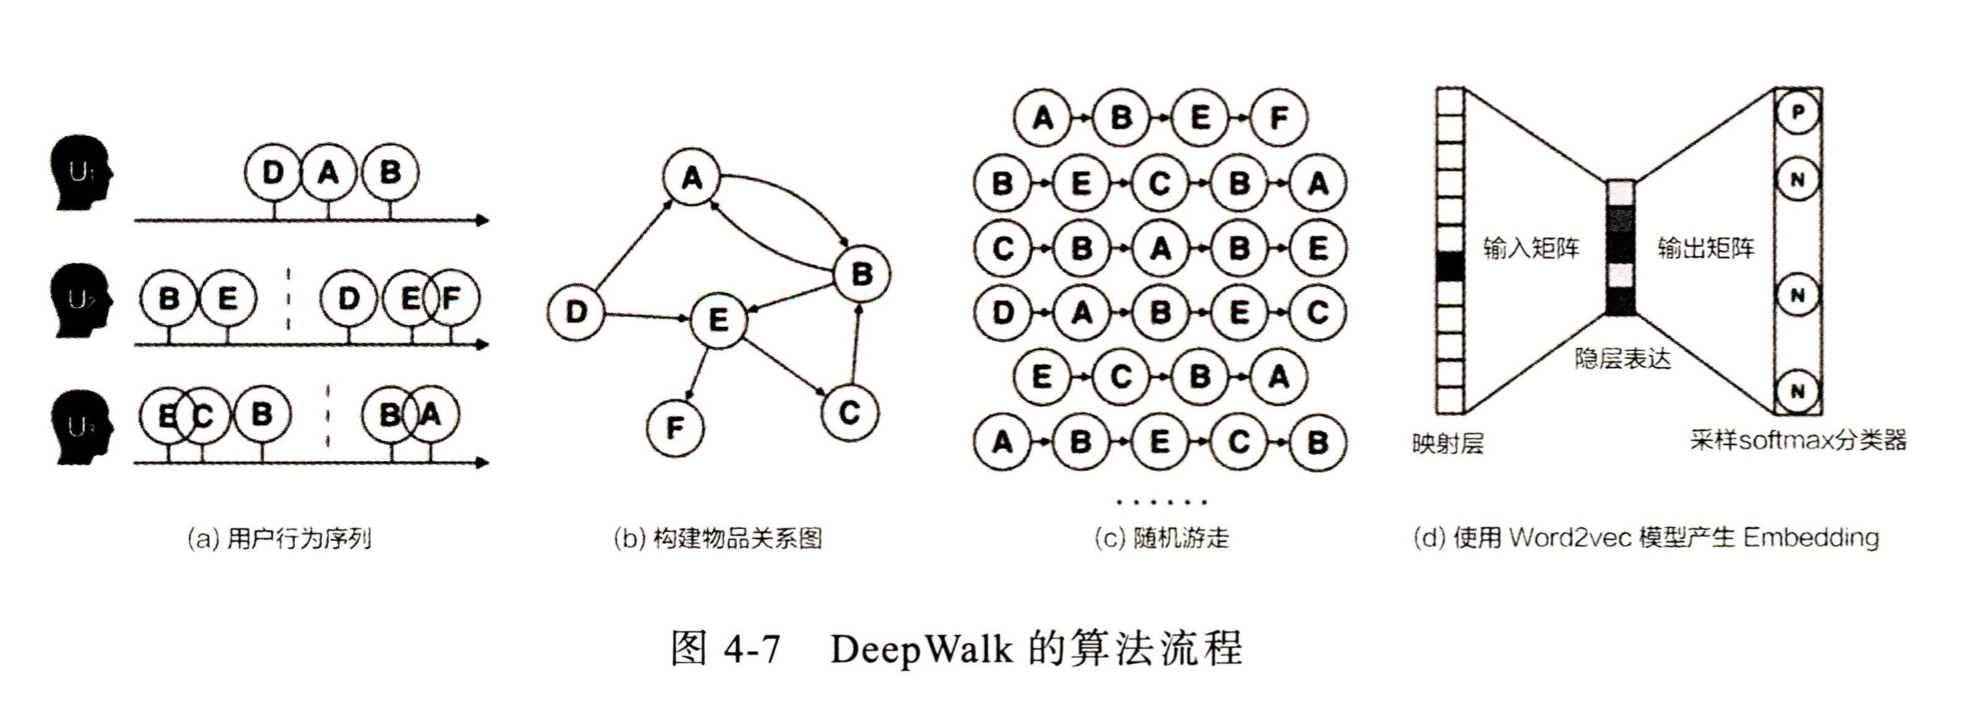 U₁
D A B
U₂
B E D E F
U₃
E C B B A
(a) 用户行为序列
A
B
D
E
F
C
(b) 构建物品关系图
A B E F
B E C B A
C B A B E
D A B E C
E C B A
A B E C B
......
(c) 随机游走
P
N
输入矩阵
输出矩阵
N
隐层表达
N
映射层
采样softmax分类器
(d) 使用 Word2vec 模型产生 Embedding
图 4-7 DeepWalk 的算法流程